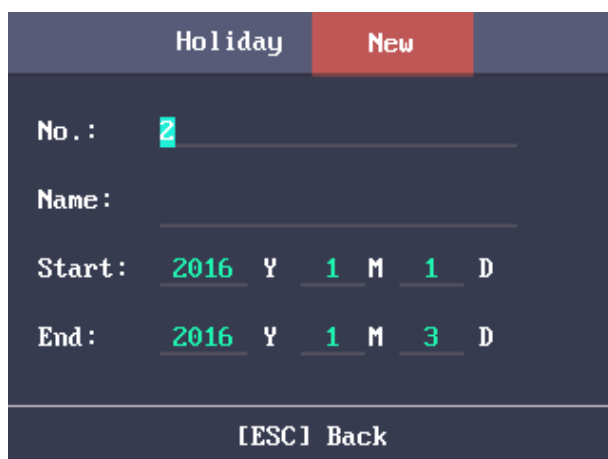 Holiday New
No.: 2
Name:
Start: 2016 Y 1 M 1 D
End: 2016 Y 1 M 3 D
[ESC] Back